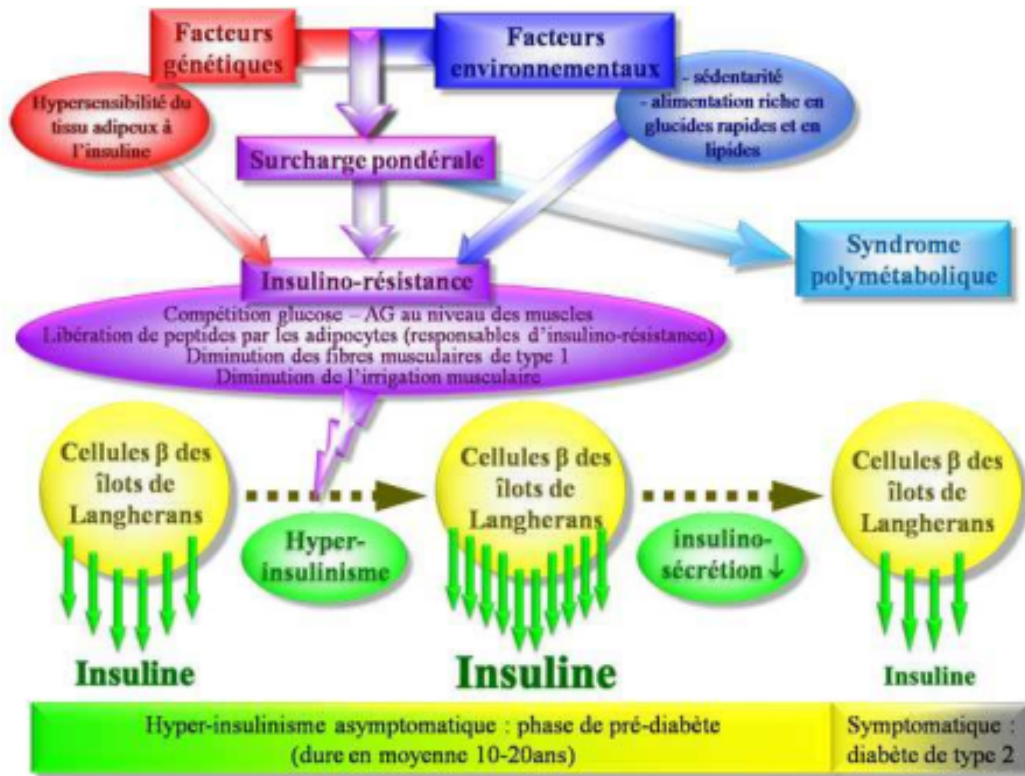 Facteurs
génétiques
Facteurs
environnementaux
Hypersensibilité du
tissu adipeux à
l'insuline
- sédentarité
- alimentation riche en
glucides rapides et en
lipides
Surcharge pondérale
Syndrome
polymétabolique
Insulino-résistance
Compétition glucose – AG au niveau des muscles
Libération de peptides par les adipocytes (responsables d'insulino-résistance)
Diminution des fibres musculaires de type 1
Diminution de l'irrigation musculaire
Cellules β des
îlots de
Langherans
Hyper-
insulinisme
Cellules β des
îlots de
Langherans
insulino-
sécrétion ↓
Cellules β des
îlots de
Langherans
Insuline
Insuline
Insuline
Hyper-insulinisme asymptomatique : phase de pré-diabète
(dure en moyenne 10-20ans)
Symptomatique :
diabète de type 2